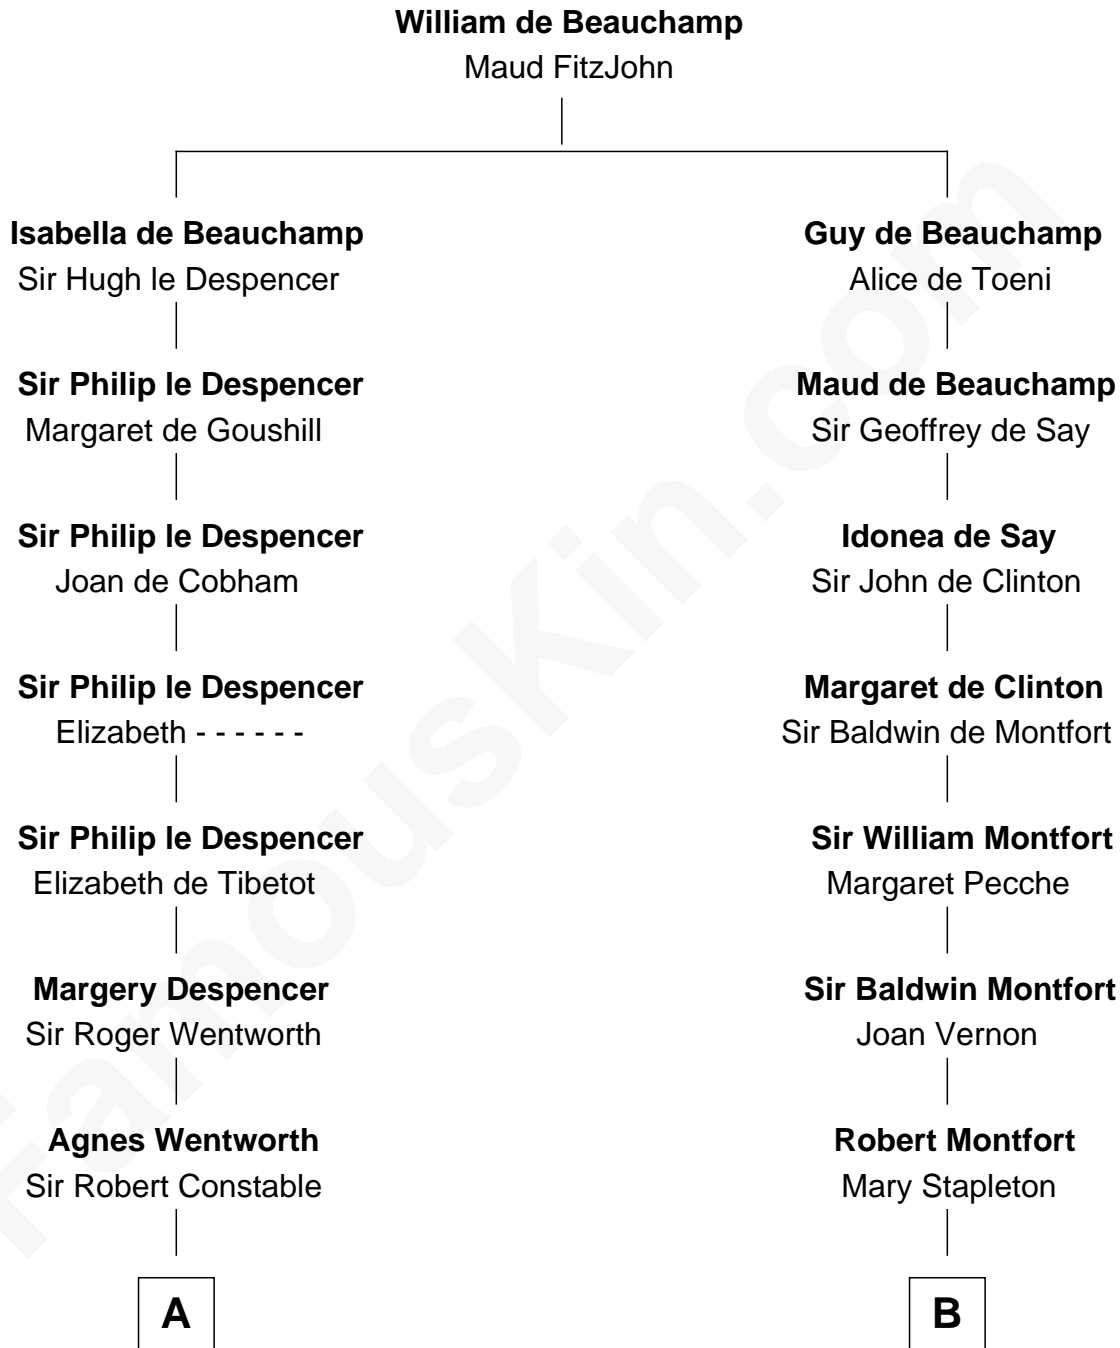 William de Beauchamp
Maud FitzJohn
Isabella de Beauchamp
Sir Hugh le Despencer
Guy de Beauchamp
Alice de Toeni
Sir Philip le Despencer
Margaret de Goushill
Maud de Beauchamp
Sir Geoffrey de Say
Sir Philip le Despencer
Joan de Cobham
Idonea de Say
Sir John de Clinton
Sir Philip le Despencer
Elizabeth - - - - - -
Margaret de Clinton
Sir Baldwin de Montfort
Sir Philip le Despencer
Elizabeth de Tibetot
Sir William Montfort
Margaret Pecche
Margery Despencer
Sir Roger Wentworth
Sir Baldwin Montfort
Joan Vernon
Agnes Wentworth
Sir Robert Constable
Robert Montfort
Mary Stapleton
A
B
FamousKin.com